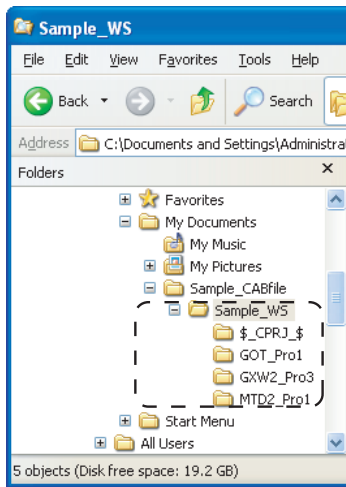 Sample_WS
File Edit View Favorites Tools Help
Back Search
Address C:\Documents and Settings\Administra
Folders
Favorites
My Documents
My Music
My Pictures
Sample_CABfile
Sample_WS
$_CPRJ_$
GOT_Pro1
GXW2_Pro3
MTD2_Pro1
Start Menu
All Users
5 objects (Disk free space: 19.2 GB)